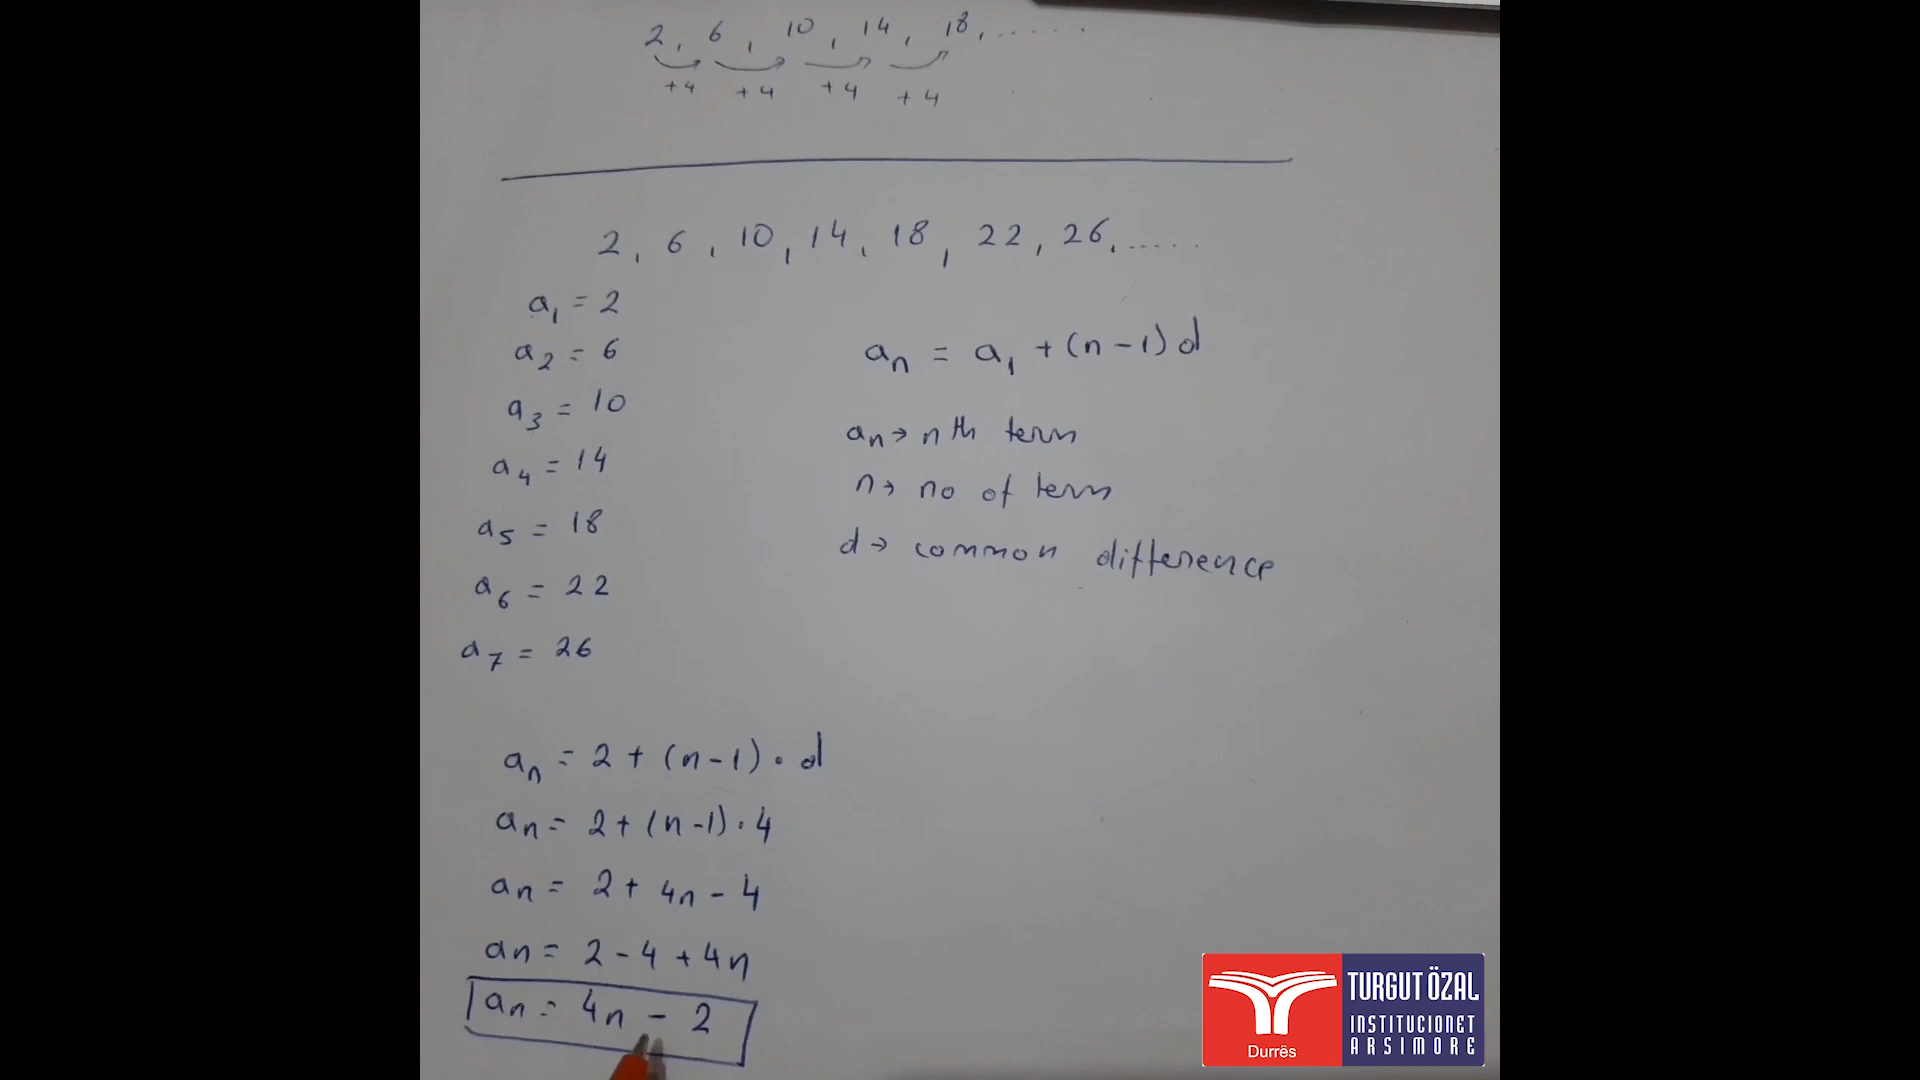 2, 6, 10, 14, 18, ......
+4 +4 +4 +4
2, 6, 10, 14, 18, 22, 26, .....
a1 = 2
a2 = 6
a3 = 10
a4 = 14
a5 = 18
a6 = 22
a7 = 26
an = a1 + (n-1) d
an → nth term
n → no of term
d → common difference
an = 2 + (n-1) . d
an = 2 + (n-1) . 4
an = 2 + 4n - 4
an = 2 - 4 + 4n
an = 4n - 2
TURGUT ÖZAL
INSTITUCIONET
ARSIMORE
Durrës